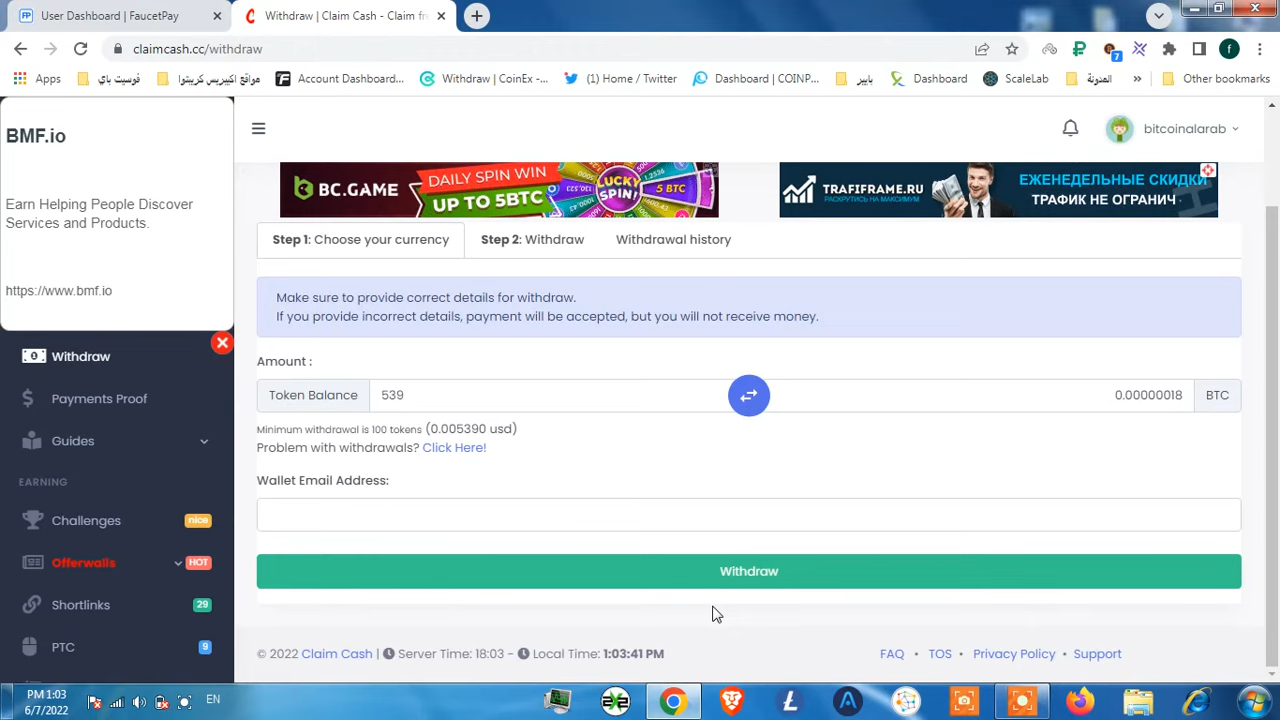 User Dashboard | FaucetPay
Withdraw | Claim Cash - Claim fr
claimcash.cc/withdraw
7
f
Apps
فوسيت باي
مواقع اكبيريس كريبتوا
Account Dashboard...
Withdraw | CoinEx -...
(1) Home / Twitter
Dashboard | COINP...
بايير
Dashboard
ScaleLab
المدونة
»
Other bookmarks
BMF.io
Earn Helping People Discover
Services and Products.
https://www.bmf.io
bitcoinalarab
BC.GAME
DAILY SPIN WIN
UP TO 5BTC
LUCKY
SPIN!
5 BTC
TRAFIFRAME.RU
РАСКРУТИСЬ НА МАКСИМУМ
ЕЖЕНЕДЕЛЬНЫЕ СКИДКИ
ТРАФИК НЕ ОГРАНИЧ
Step 1: Choose your currency
Step 2: Withdraw
Withdrawal history
Make sure to provide correct details for withdraw.
If you provide incorrect details, payment will be accepted, but you will not receive money.
Amount :
Token Balance
539
0.00000018
BTC
Minimum withdrawal is 100 tokens (0.005390 usd)
Problem with withdrawals? Click Here!
Wallet Email Address:
Withdraw
Withdraw
Payments Proof
Guides
EARNING
Challenges
nice
Offerwalls
HOT
Shortlinks
29
PTC
9
© 2022 Claim Cash | Server Time: 18:03 - Local Time: 1:03:41 PM
FAQ • TOS • Privacy Policy • Support
PM 1:03
6/7/2022
EN